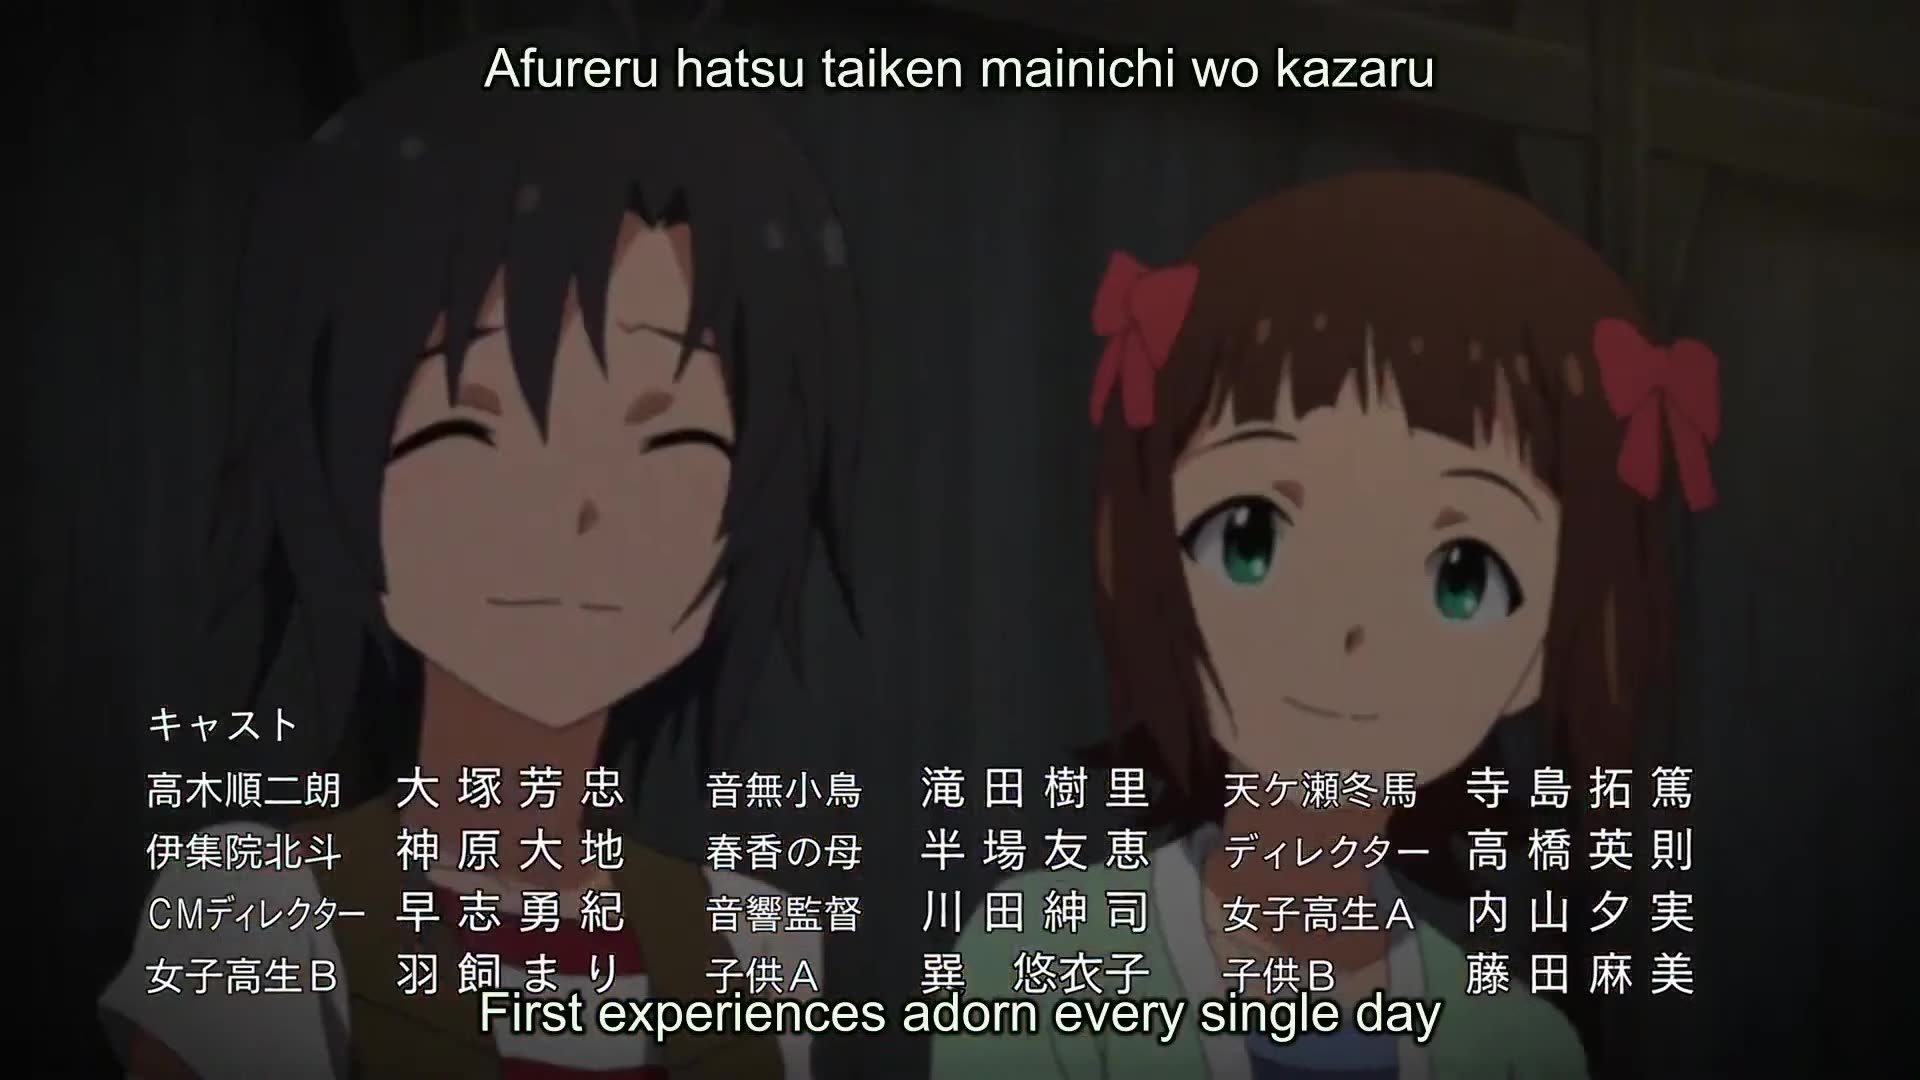 Afureru hatsu taiken mainichi wo kazaru
キャスト
高木順二朗 大塚芳忠 音無小鳥 滝田樹里 天ケ瀬冬馬 寺島拓篤
伊集院北斗 神原大地 春香の母 半場友恵 ディレクター 高橋英則
CMディレクター 早志勇紀 音響監督 川田紳司 女子高生A 内山夕実
女子高生B 羽飼まり 子供A 巽 悠衣子 子供B 藤田麻美
First experiences adorn every single day